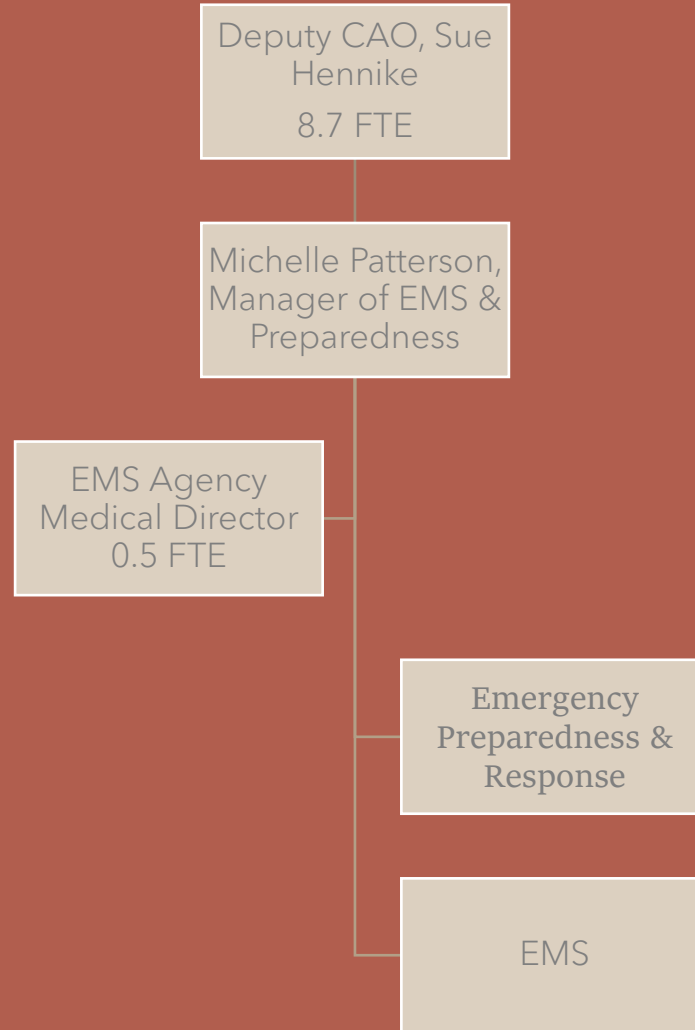 Deputy CAO, Sue
Hennike
8.7 FTE
Michelle Patterson,
Manager of EMS &
Preparedness
EMS Agency
Medical Director
0.5 FTE
Emergency
Preparedness &
Response
EMS